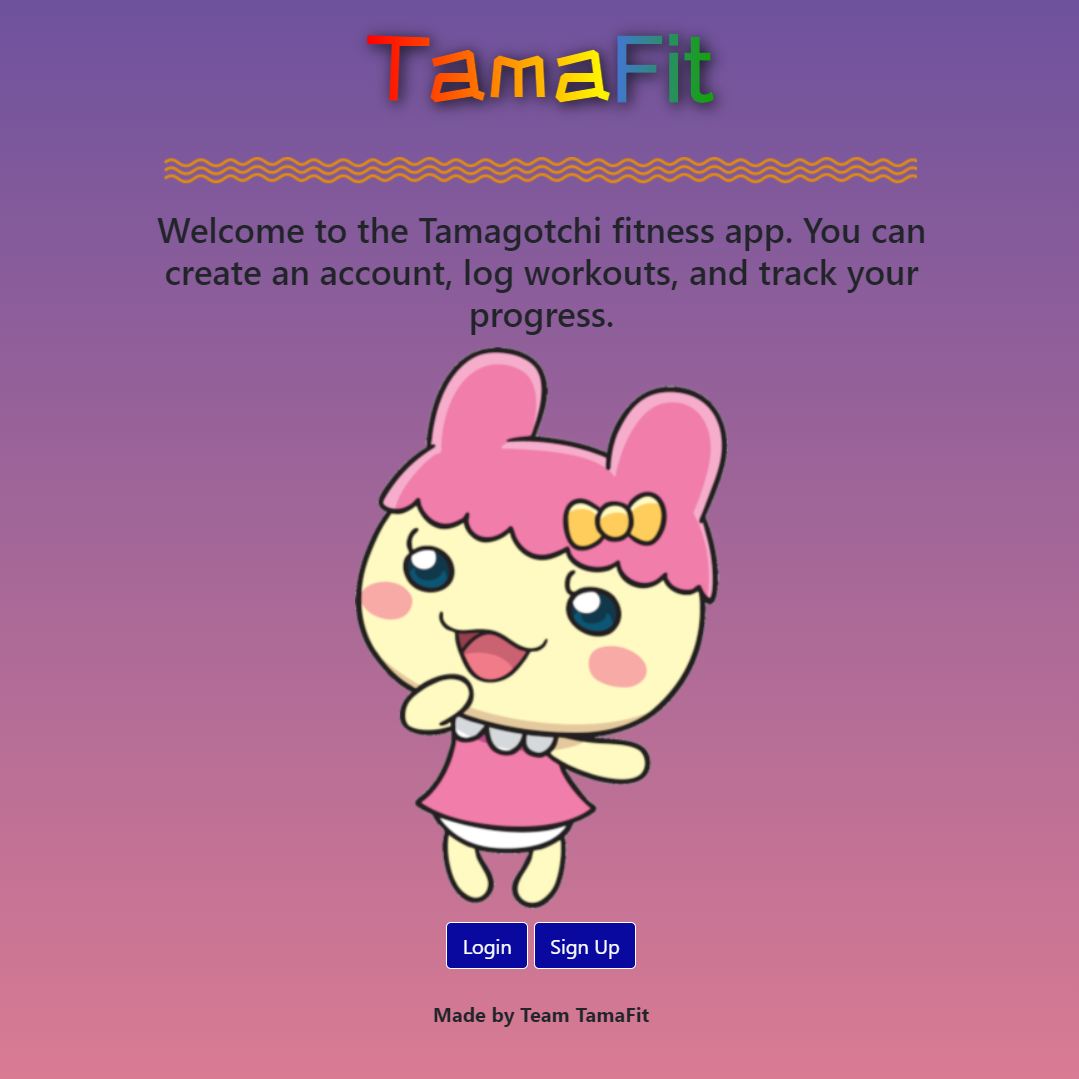 TamaFit
Welcome to the Tamagotchi fitness app. You can
create an account, log workouts, and track your
progress.
Login
Sign Up
Made by Team TamaFit